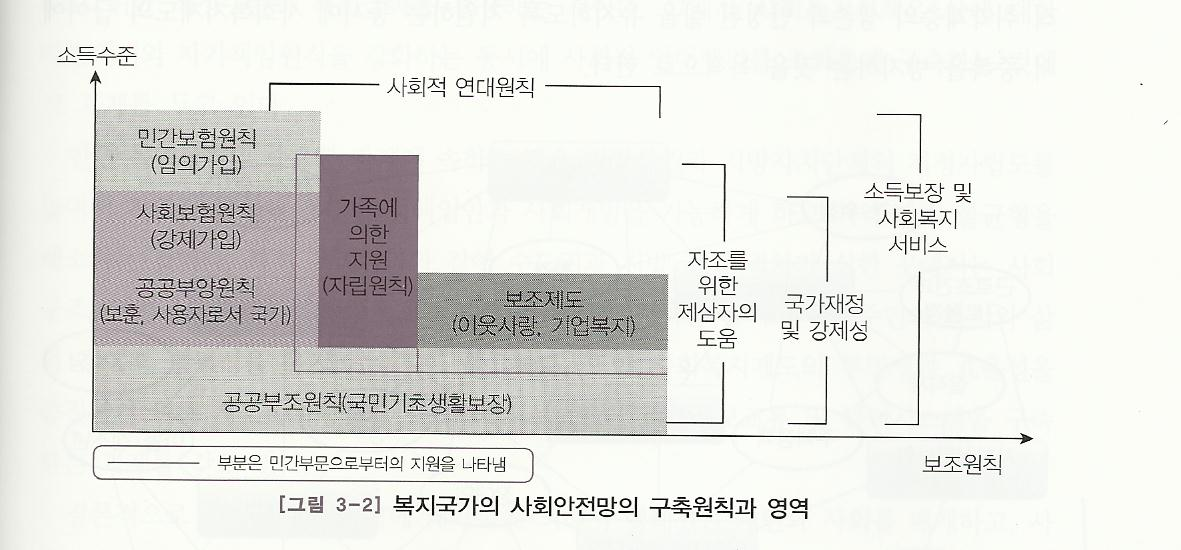 소득수준
사회적 연대원칙
민간보험원칙
(임의가입)
사회보험원칙
(강제가입)
공공부양원칙
(보훈, 사용자로서 국가)
가족에
의한
지원
(자립원칙)
보조제도
(이웃사랑, 기업복지)
공공부조원칙(국민기초생활보장)
자조를
위한
제삼자의
도움
국가재정
및 강제성
소득보장 및
사회복지
서비스
보조원칙
부분은 민간부문으로부터의 지원을 나타냄
[그림 3-2] 복지국가의 사회안전망의 구축원칙과 영역